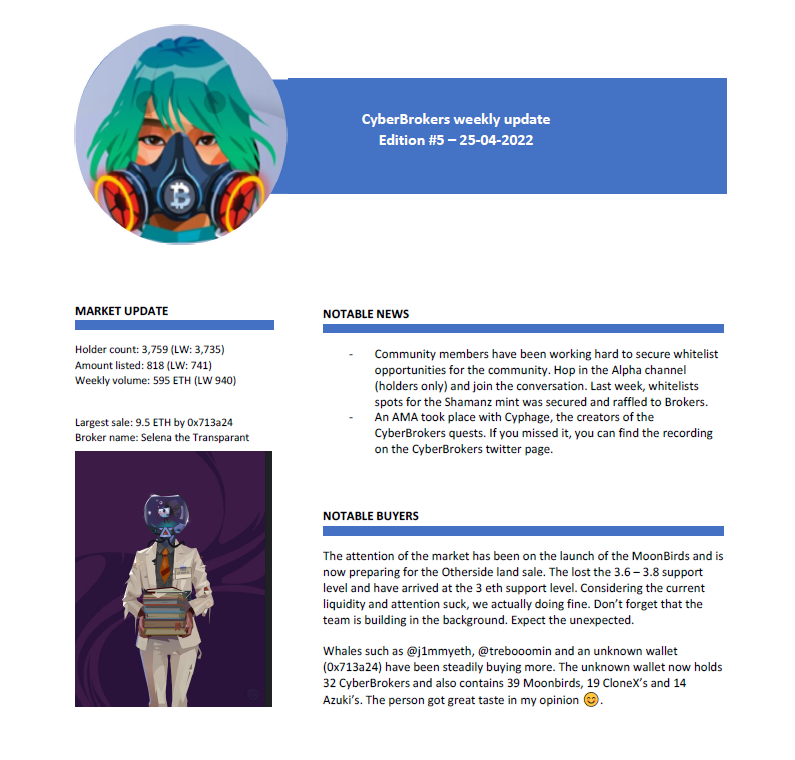 CyberBrokers weekly update
Edition #5 – 25-04-2022
MARKET UPDATE
Holder count: 3,759 (LW: 3,735)
Amount listed: 818 (LW: 741)
Weekly volume: 595 ETH (LW 940)
Largest sale: 9.5 ETH by 0x713a24
Broker name: Selena the Transparant
NOTABLE NEWS
- Community members have been working hard to secure whitelist
opportunities for the community. Hop in the Alpha channel
(holders only) and join the conversation. Last week, whitelists
spots for the Shamanz mint was secured and raffled to Brokers.
- An AMA took place with Cyphage, the creators of the
CyberBrokers quests. If you missed it, you can find the recording
on the CyberBrokers twitter page.
NOTABLE BUYERS
The attention of the market has been on the launch of the MoonBirds and is
now preparing for the Otherside land sale. The lost the 3.6 – 3.8 support
level and have arrived at the 3 eth support level. Considering the current
liquidity and attention suck, we actually doing fine. Don't forget that the
team is building in the background. Expect the unexpected.
Whales such as @j1mmyeth, @trebooomin and an unknown wallet
(0x713a24) have been steadily buying more. The unknown wallet now holds
32 CyberBrokers and also contains 39 Moonbirds, 19 CloneX's and 14
Azuki's. The person got great taste in my opinion 😊.